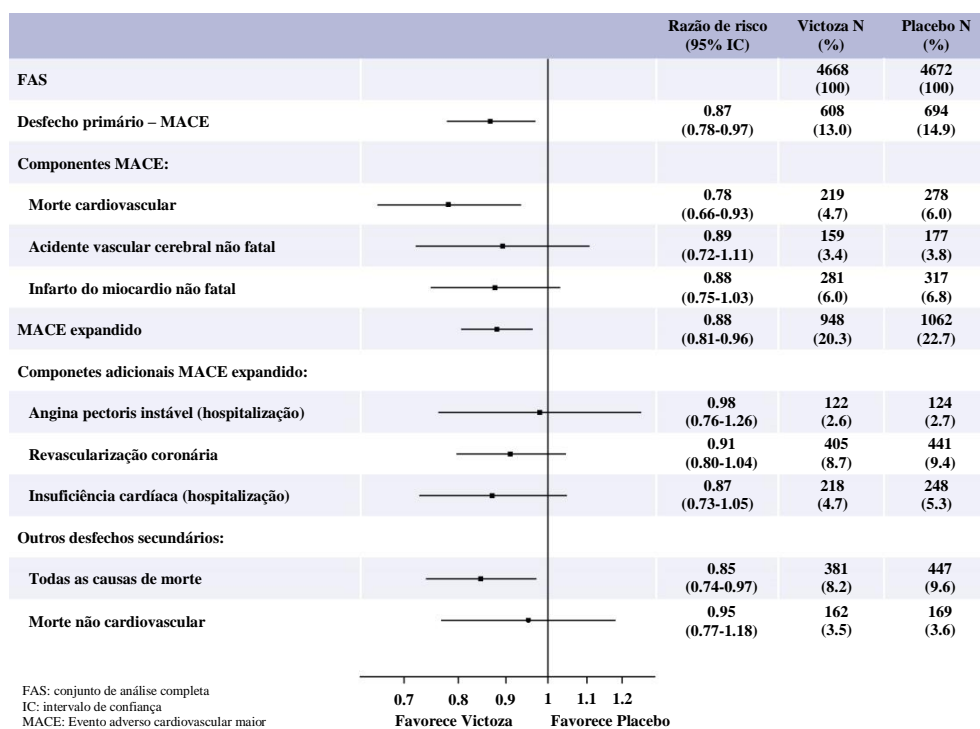 Razão de risco (95% IC) Victoza N (%) Placebo N (%)
FAS 4668 (100) 4672 (100)
Desfecho primário – MACE 0.87 (0.78-0.97) 608 (13.0) 694 (14.9)
Componentes MACE:
Morte cardiovascular 0.78 (0.66-0.93) 219 (4.7) 278 (6.0)
Acidente vascular cerebral não fatal 0.89 (0.72-1.11) 159 (3.4) 177 (3.8)
Infarto do miocardio não fatal 0.88 (0.75-1.03) 281 (6.0) 317 (6.8)
MACE expandido 0.88 (0.81-0.96) 948 (20.3) 1062 (22.7)
Componetes adicionais MACE expandido:
Angina pectoris instável (hospitalização) 0.98 (0.76-1.26) 122 (2.6) 124 (2.7)
Revascularização coronária 0.91 (0.80-1.04) 405 (8.7) 441 (9.4)
Insuficiência cardíaca (hospitalização) 0.87 (0.73-1.05) 218 (4.7) 248 (5.3)
Outros desfechos secundários:
Todas as causas de morte 0.85 (0.74-0.97) 381 (8.2) 447 (9.6)
Morte não cardiovascular 0.95 (0.77-1.18) 162 (3.5) 169 (3.6)
0.7 0.8 0.9 1 1.1 1.2
Favorece Victoza Favorece Placebo
FAS: conjunto de análise completa
IC: intervalo de confiança
MACE: Evento adverso cardiovascular maior